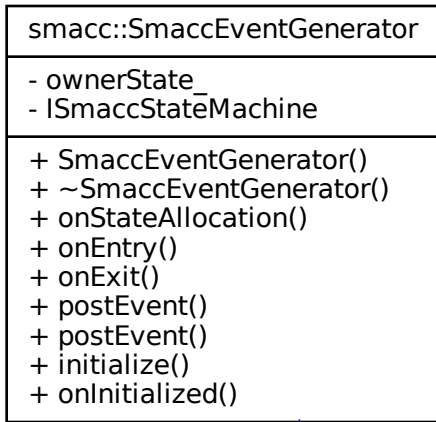 smacc::SmaccEventGenerator
- ownerState_
- ISmaccStateMachine
+ SmaccEventGenerator()
+ ~SmaccEventGenerator()
+ onStateAllocation()
+ onEntry()
+ onExit()
+ postEvent()
+ postEvent()
+ initialize()
+ onInitialized()